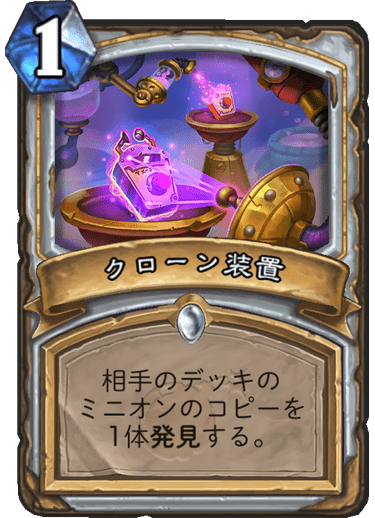 1
クローン装置
相手のデッキの
ミニオンのコピーを
1体発見する。